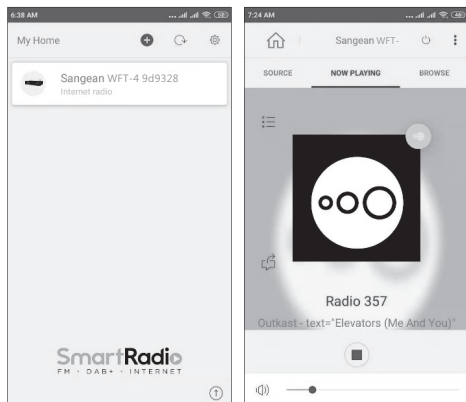 6:38 AM
My Home
Sangean WFT-4 9d9328
Internet radio
SmartRadio
FM · DAB+ · INTERNET
7:24 AM
Sangean WFT-
SOURCE NOW PLAYING BROWSE
Radio 357
Outkast - text="Elevators (Me And You)"